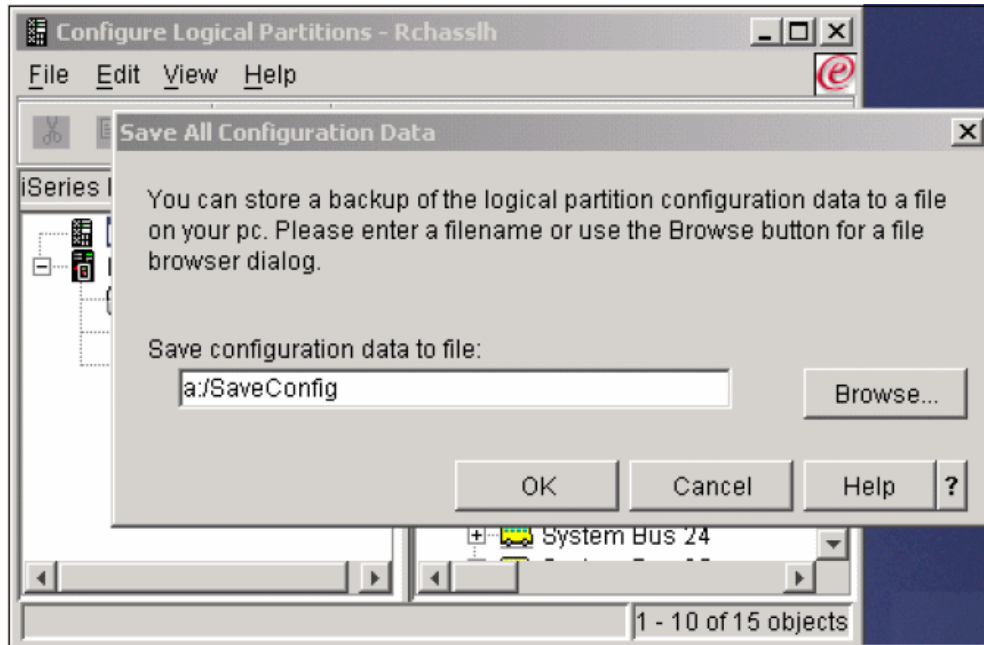 Configure Logical Partitions - Rchasslh
File Edit View Help
Save All Configuration Data
iSeries
You can store a backup of the logical partition configuration data to a file
on your pc. Please enter a filename or use the Browse button for a file
browser dialog.
Save configuration data to file:
a:/SaveConfig
Browse...
OK Cancel Help ?
System Bus 24
1 - 10 of 15 objects